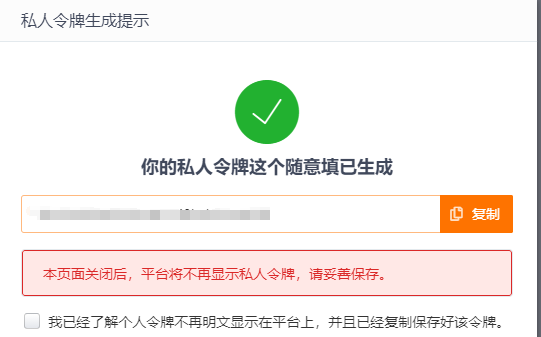 私人令牌生成提示
你的私人令牌这个随意填已生成
复制
本页面关闭后，平台将不再显示私人令牌，请妥善保存。
我已经了解个人令牌不再明文显示在平台上，并且已经复制保存好该令牌。